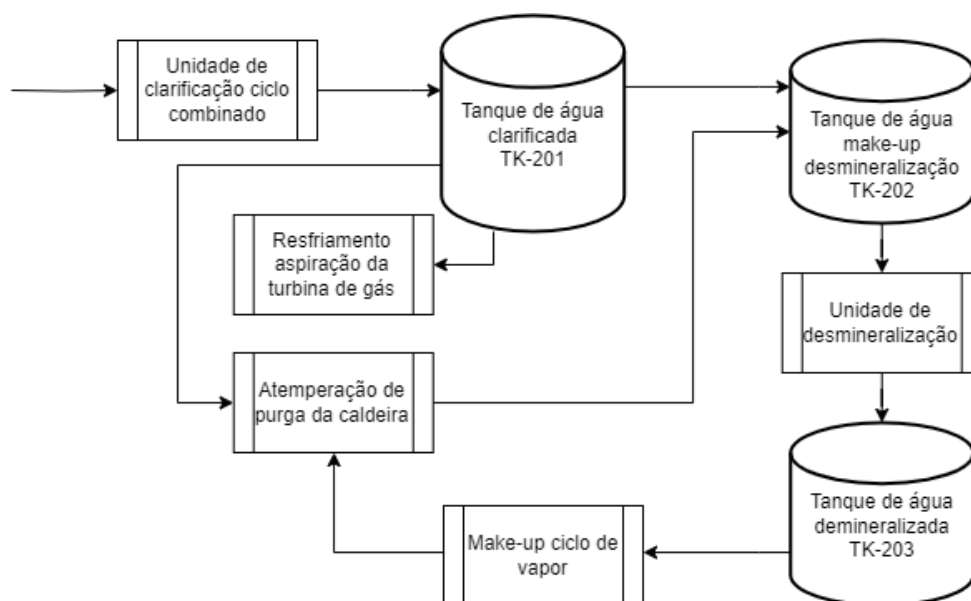 Unidade de
clarificação ciclo
combinado
Tanque de água
clarificada
TK-201
Tanque de água
make-up
desmineralização
TK-202
Resfriamento
aspiração da
turbina de gás
Unidade de
desmineralização
Atemperação de
purga da caldeira
Tanque de água
demineralizada
TK-203
Make-up ciclo de
vapor